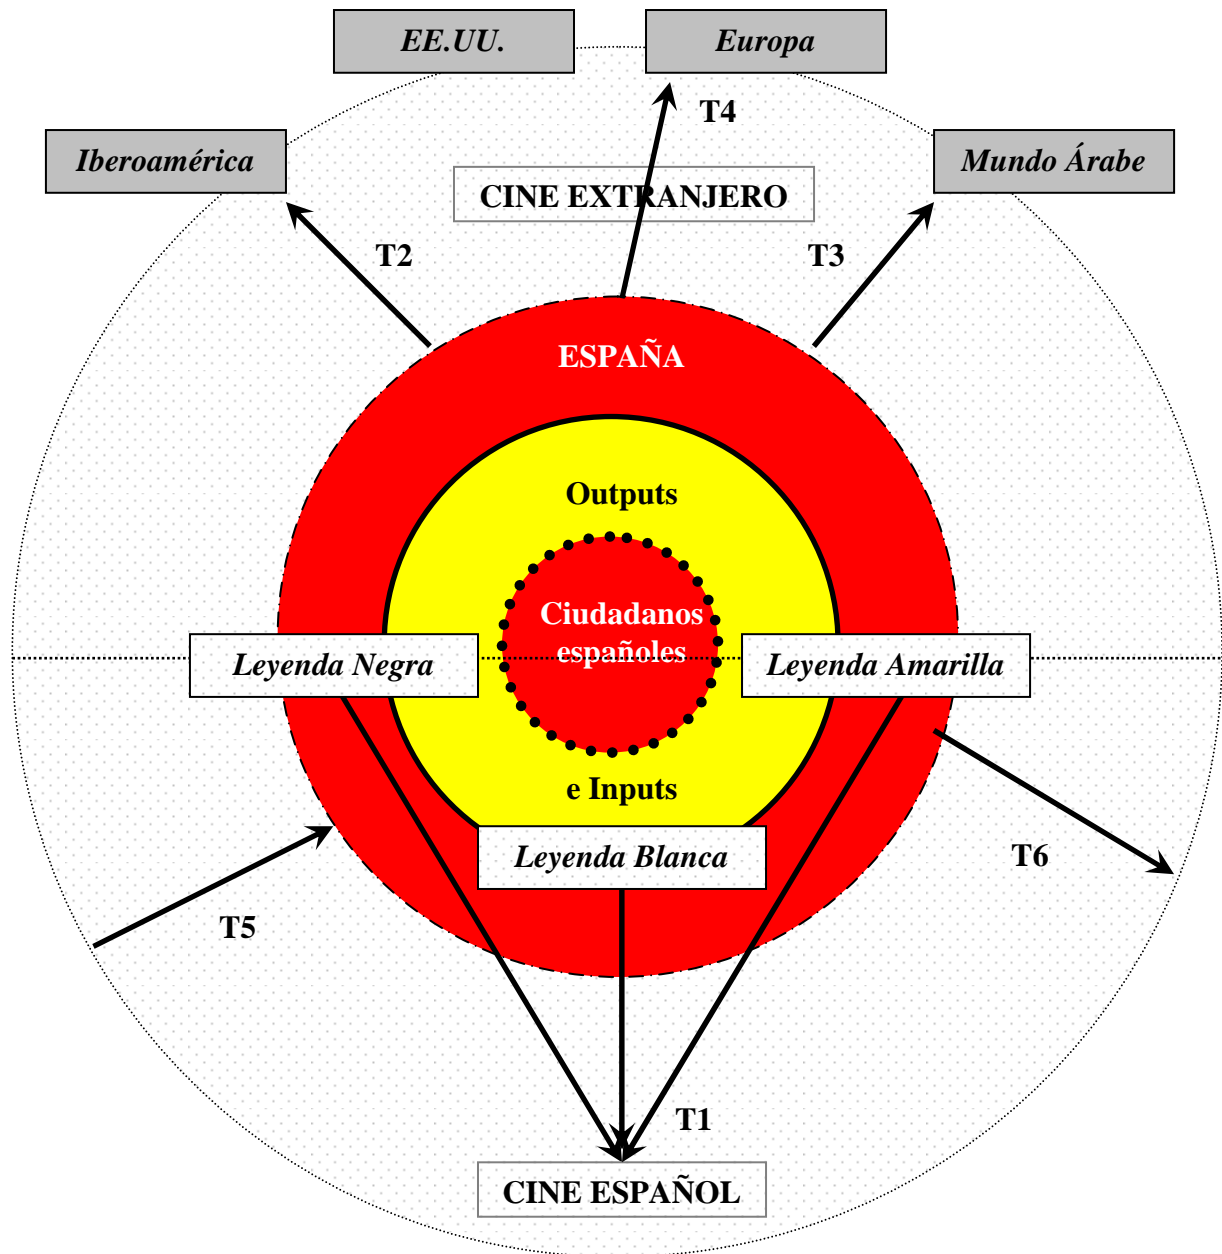 EE.UU.
Europa
T4
Iberoamérica
Mundo Árabe
CINE EXTRANJERO
T2
T3
ESPAÑA
Outputs
Ciudadanos
españoles
Leyenda Negra
Leyenda Amarilla
e Inputs
Leyenda Blanca
T6
T5
T1
CINE ESPAÑOL